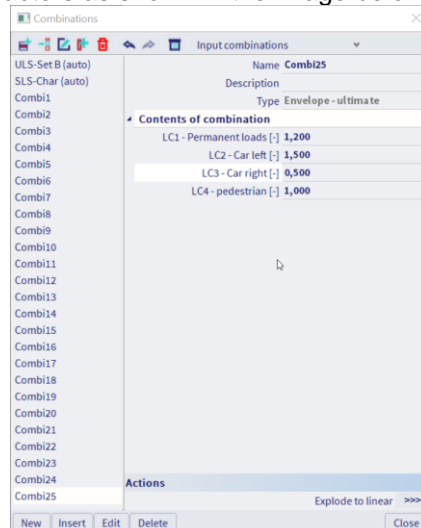 Combinations
Input combinations
ULS-Set B (auto)
SLS-Char (auto)
Combi1
Combi2
Combi3
Combi4
Combi5
Combi6
Combi7
Combi8
Combi9
Combi10
Combi11
Combi12
Combi13
Combi14
Combi15
Combi16
Combi17
Combi18
Combi19
Combi20
Combi21
Combi22
Combi23
Combi24
Combi25
Name Combi25
Description
Type Envelope - ultimate
Contents of combination
LC1 - Permanent loads [-] 1,200
LC2 - Car left [-] 1,500
LC3 - Car right [-] 0,500
LC4 - pedestrian [-] 1,000
Actions
Explode to linear >>>
New Insert Edit Delete Close